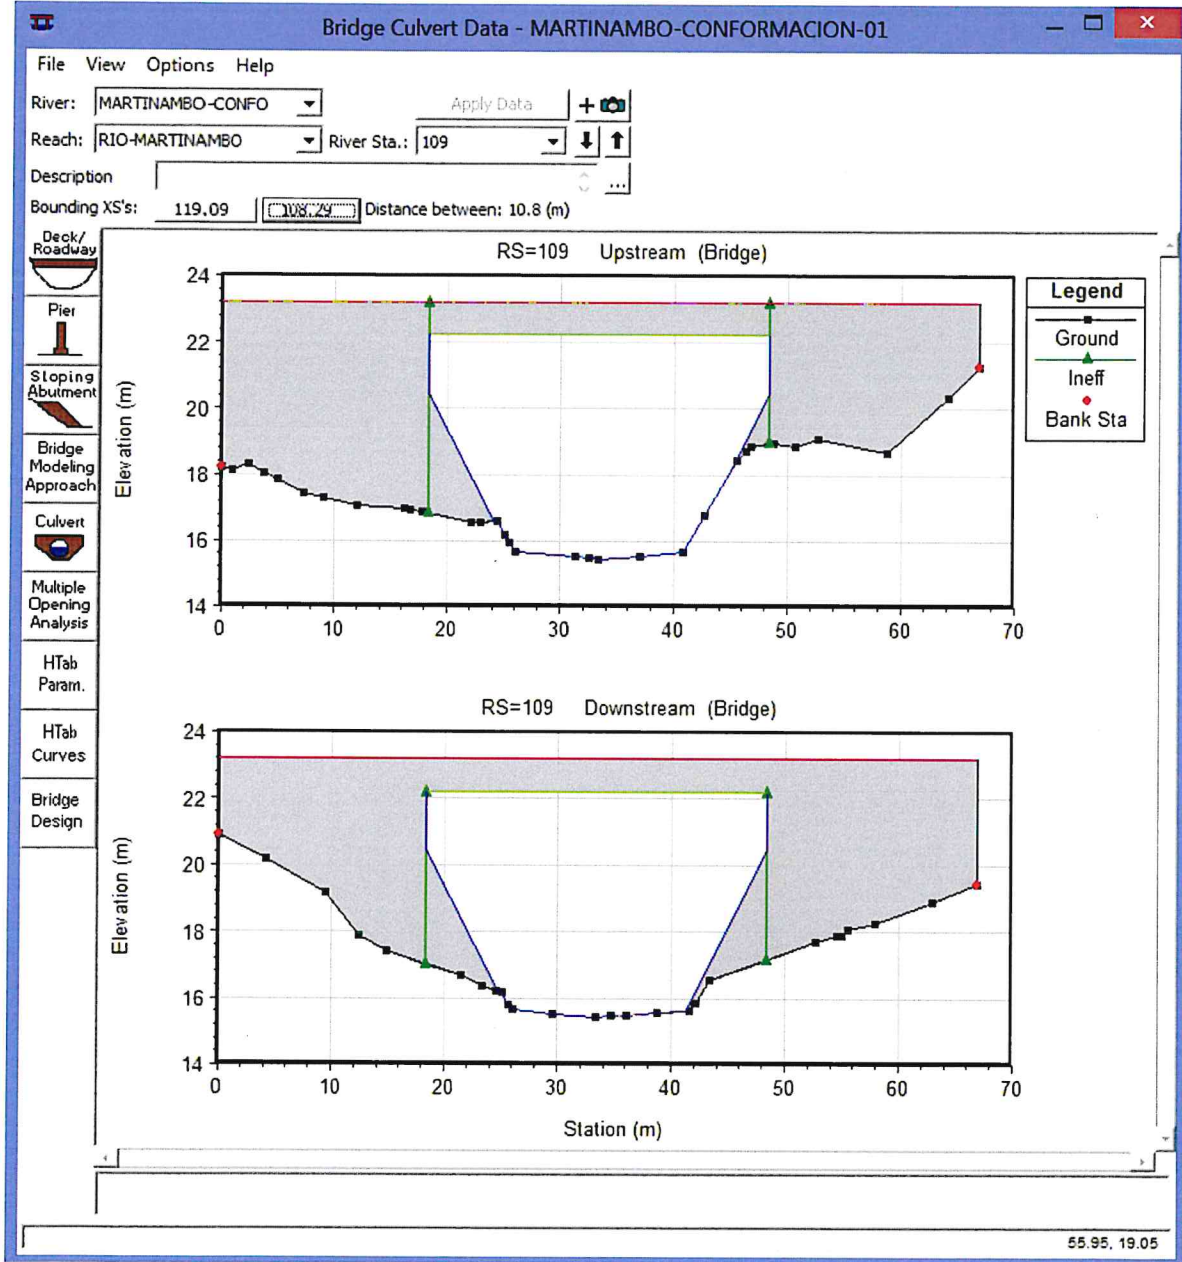 Bridge Culvert Data - MARTINAMBO-CONFORMACION-01
File View Options Help
River: MARTINAMBO-CONFO Apply Data +
Reach: RIO-MARTINAMBO River Sta.: 109
Description ...
Bounding XS's: 119.09 108.29 Distance between: 10.8 (m)
Deck/
Roadway
Pier
Sloping
Abutment
Bridge
Modeling
Approach
Culvert
Multiple
Opening
Analysis
HTab
Param.
HTab
Curves
Bridge
Design
RS=109 Upstream (Bridge)
24
22
20
18
16
14
Elevation (m)
0 10 20 30 40 50 60 70
Legend
Ground
Ineff
Bank Sta
RS=109 Downstream (Bridge)
24
22
20
18
16
14
Elevation (m)
0 10 20 30 40 50 60 70
Station (m)
55.95, 19.05